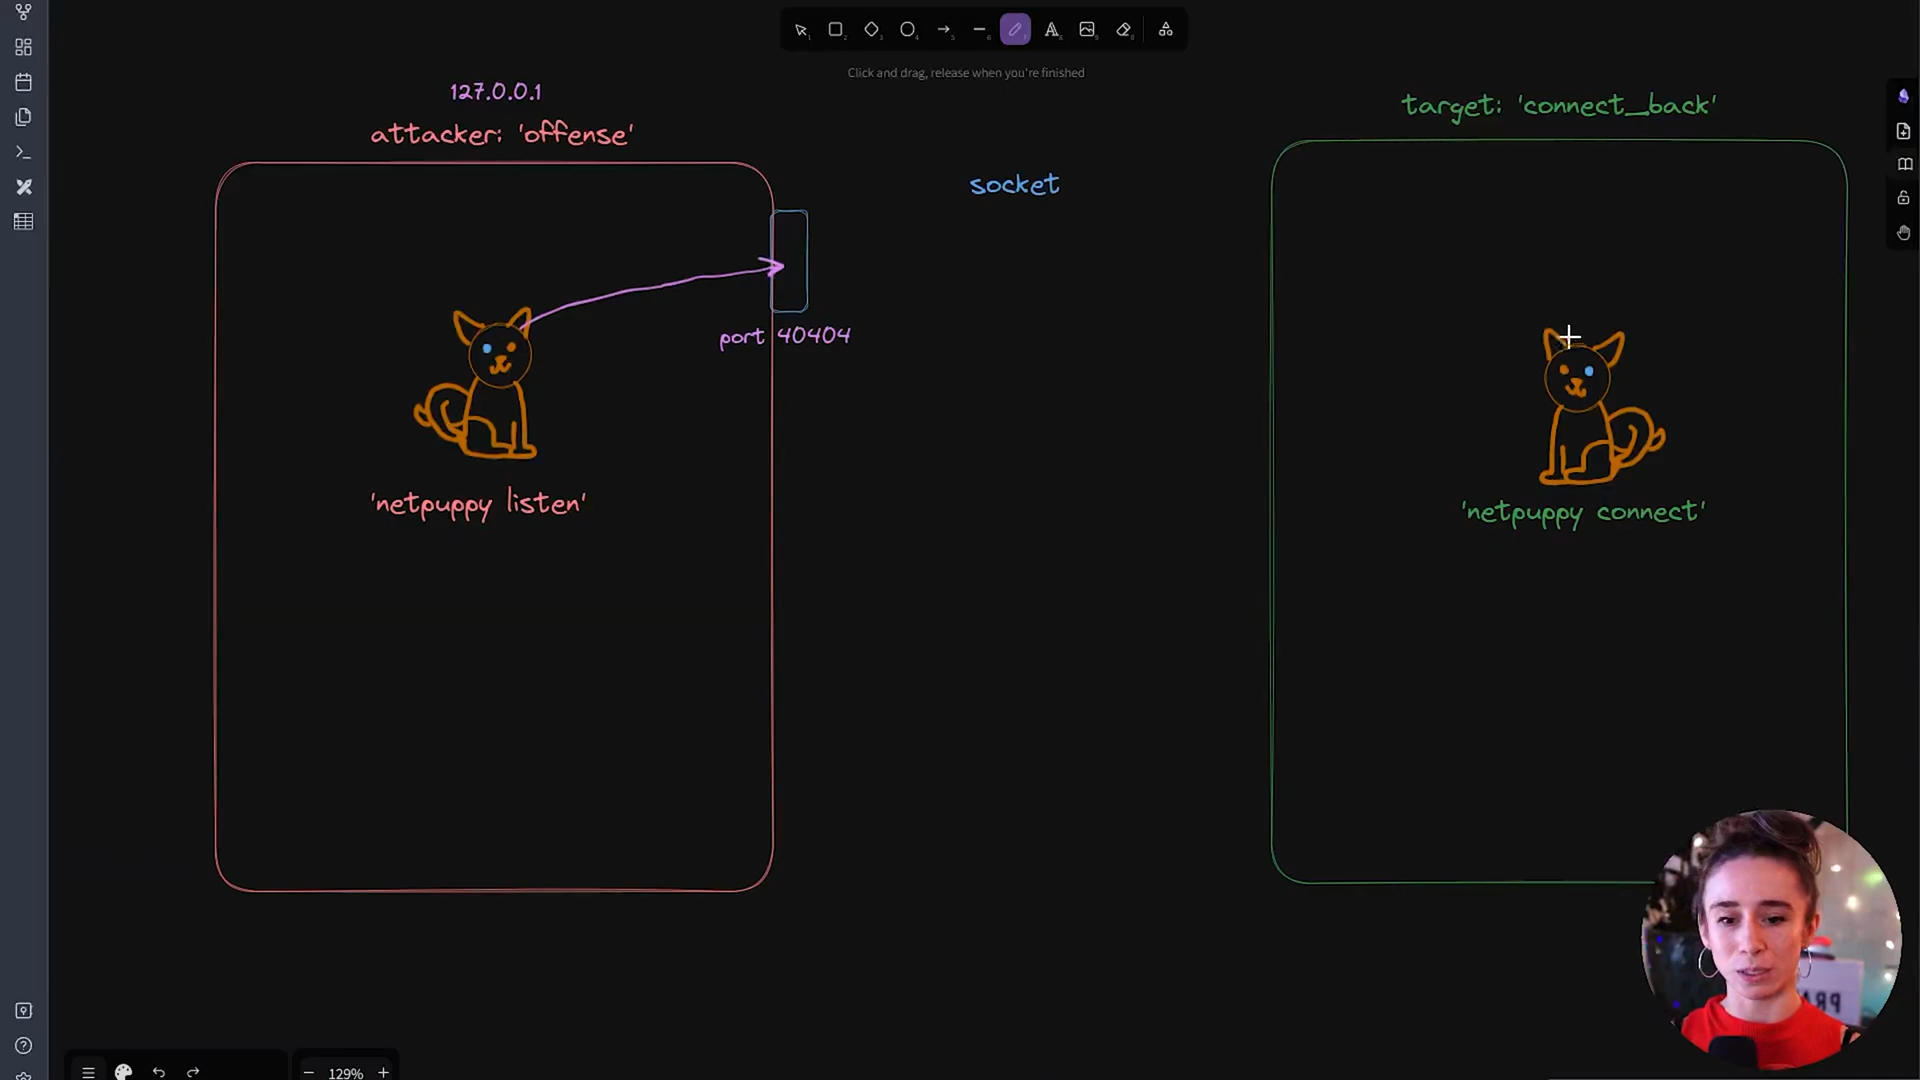 Click and drag, release when you're finished
127.0.0.1
attacker: 'offense'
target: 'connect_back'
socket
port 40404
'netpuppy listen'
'netpuppy connect'
129%